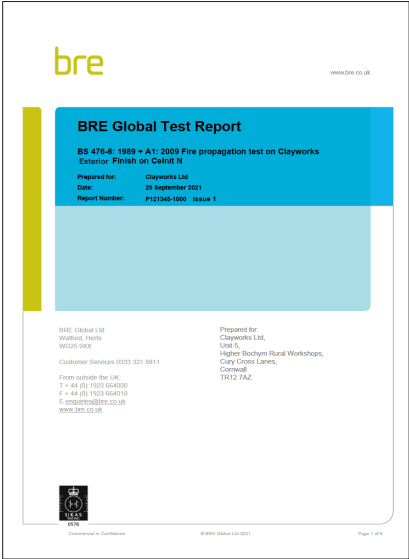 bre
www.bre.co.uk
BRE Global Test Report
BS 476-6: 1989 + A1: 2009 Fire propagation test on Clayworks
Exterior Finish on Celnit N
Prepared for: Clayworks Ltd
Date: 29 September 2021
Report Number: P121345-1000 Issue 1
BRE Global Ltd
Watford, Herts
WD25 9XX
Customer Services 0333 321 8811
From outside the UK:
T + 44 (0) 1923 664000
F + 44 (0) 1923 664010
E enquiries@bre.co.uk
www.bre.co.uk
Prepared for:
Clayworks Ltd,
Unit 5,
Higher Bochym Rural Workshops,
Cury Cross Lanes,
Cornwall
TR12 7AZ
UKAS
0578
Commercial in Confidence
© BRE Global Ltd 2021
Page 1 of 8